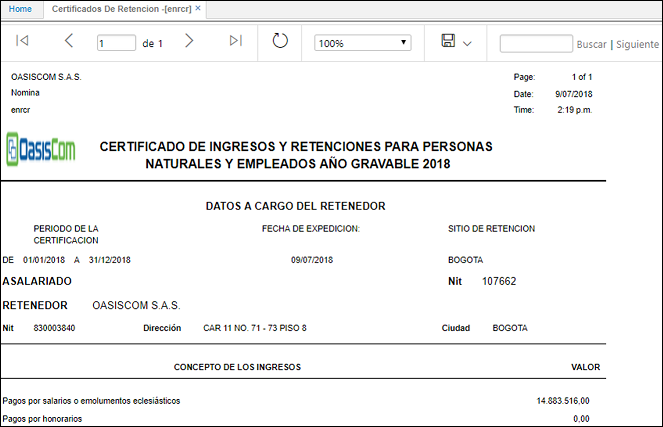 Home Certificados De Retencion -[enrcr] ×
1 de 1 100% Buscar | Siguiente
OASISCOM S.A.S. Page: 1 of 1
Nomina Date: 9/07/2018
enrcr Time: 2:19 p.m.
OasisCom
CERTIFICADO DE INGRESOS Y RETENCIONES PARA PERSONAS
NATURALES Y EMPLEADOS AÑO GRAVABLE 2018
DATOS A CARGO DEL RETENEDOR
PERIODO DE LA FECHA DE EXPEDICION: SITIO DE RETENCION
CERTIFICACION
DE 01/01/2018 A 31/12/2018 09/07/2018 BOGOTA
ASALARIADO Nit 107662
RETENEDOR OASISCOM S.A.S.
Nit 830003840 Dirección CAR 11 NO. 71 - 73 PISO 8 Ciudad BOGOTA
CONCEPTO DE LOS INGRESOS VALOR
Pagos por salarios o emolumentos eclesiásticos 14.883.516,00
Pagos por honorarios 0,00